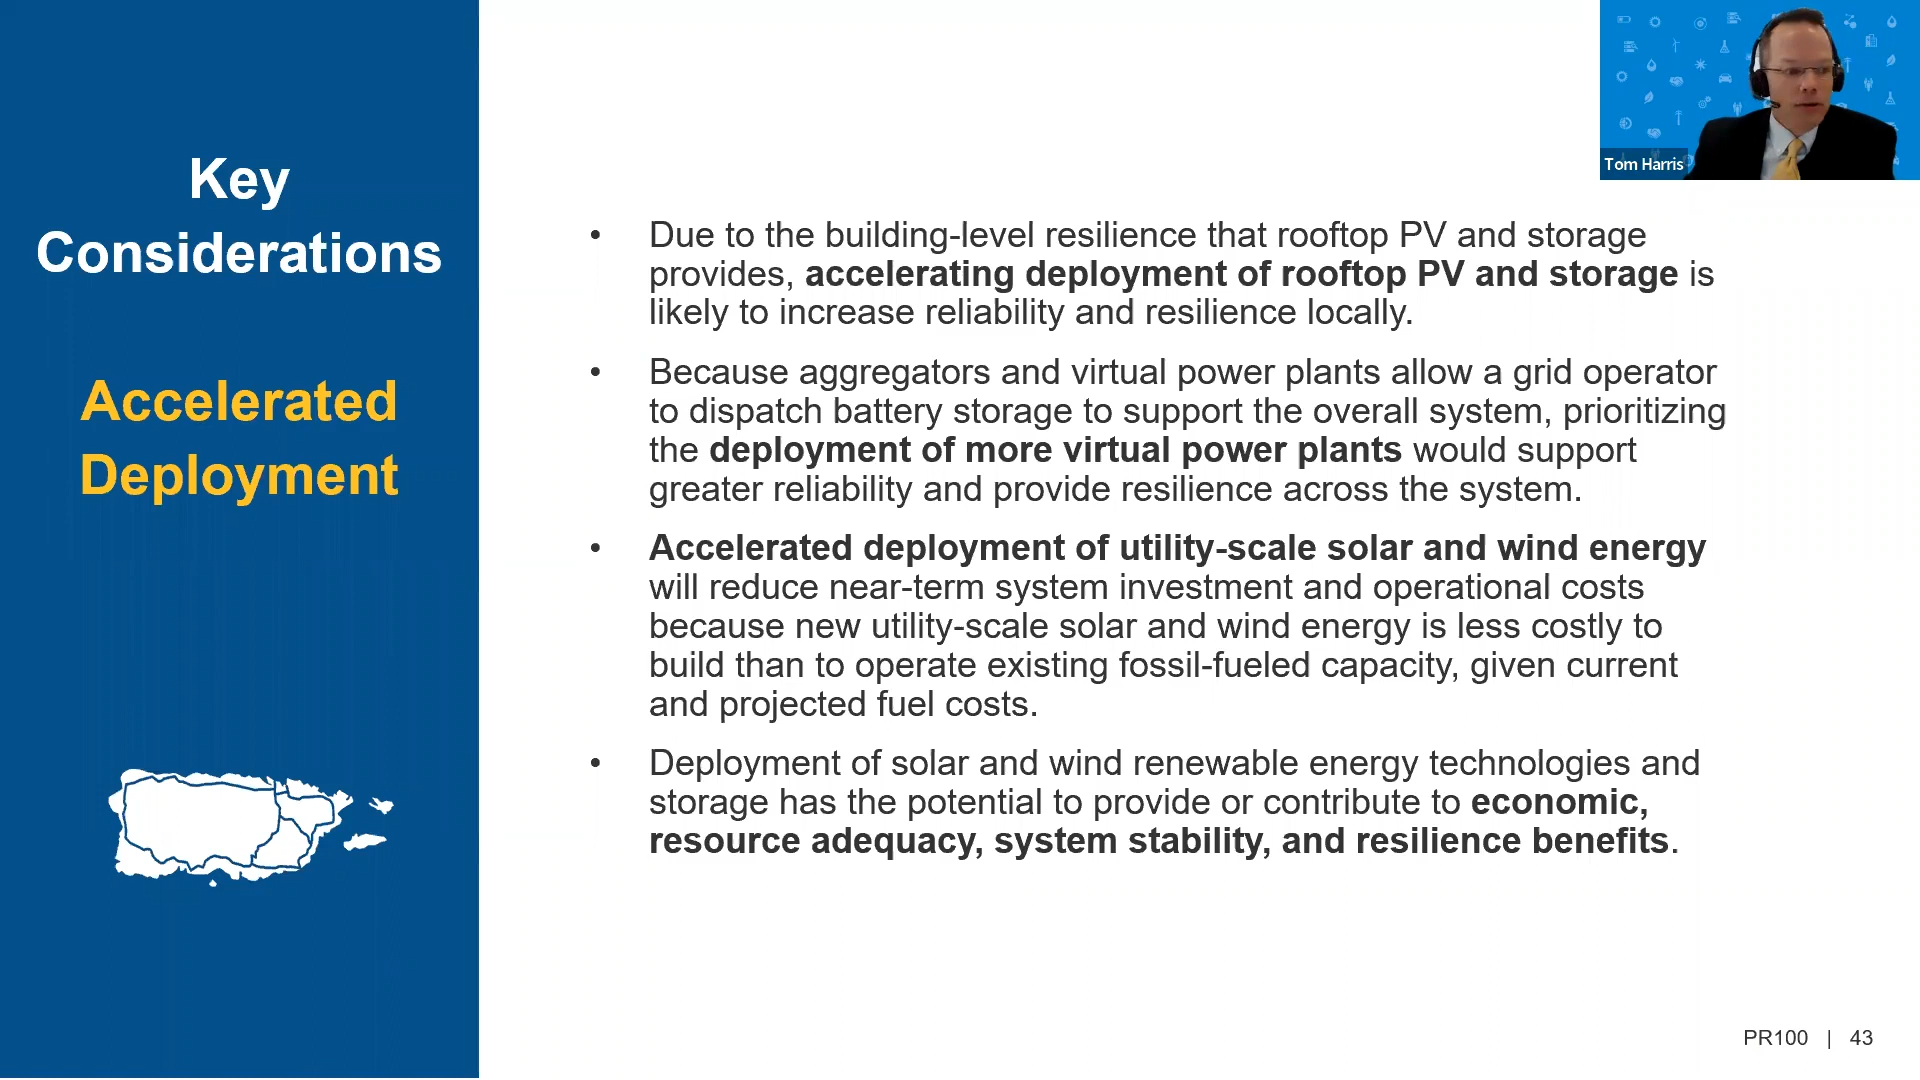 Key
Considerations
Accelerated
Deployment
Tom Harris
• Due to the building-level resilience that rooftop PV and storage
provides, accelerating deployment of rooftop PV and storage is
likely to increase reliability and resilience locally.
• Because aggregators and virtual power plants allow a grid operator
to dispatch battery storage to support the overall system, prioritizing
the deployment of more virtual power plants would support
greater reliability and provide resilience across the system.
• Accelerated deployment of utility-scale solar and wind energy
will reduce near-term system investment and operational costs
because new utility-scale solar and wind energy is less costly to
build than to operate existing fossil-fueled capacity, given current
and projected fuel costs.
• Deployment of solar and wind renewable energy technologies and
storage has the potential to provide or contribute to economic,
resource adequacy, system stability, and resilience benefits.
PR100 | 43